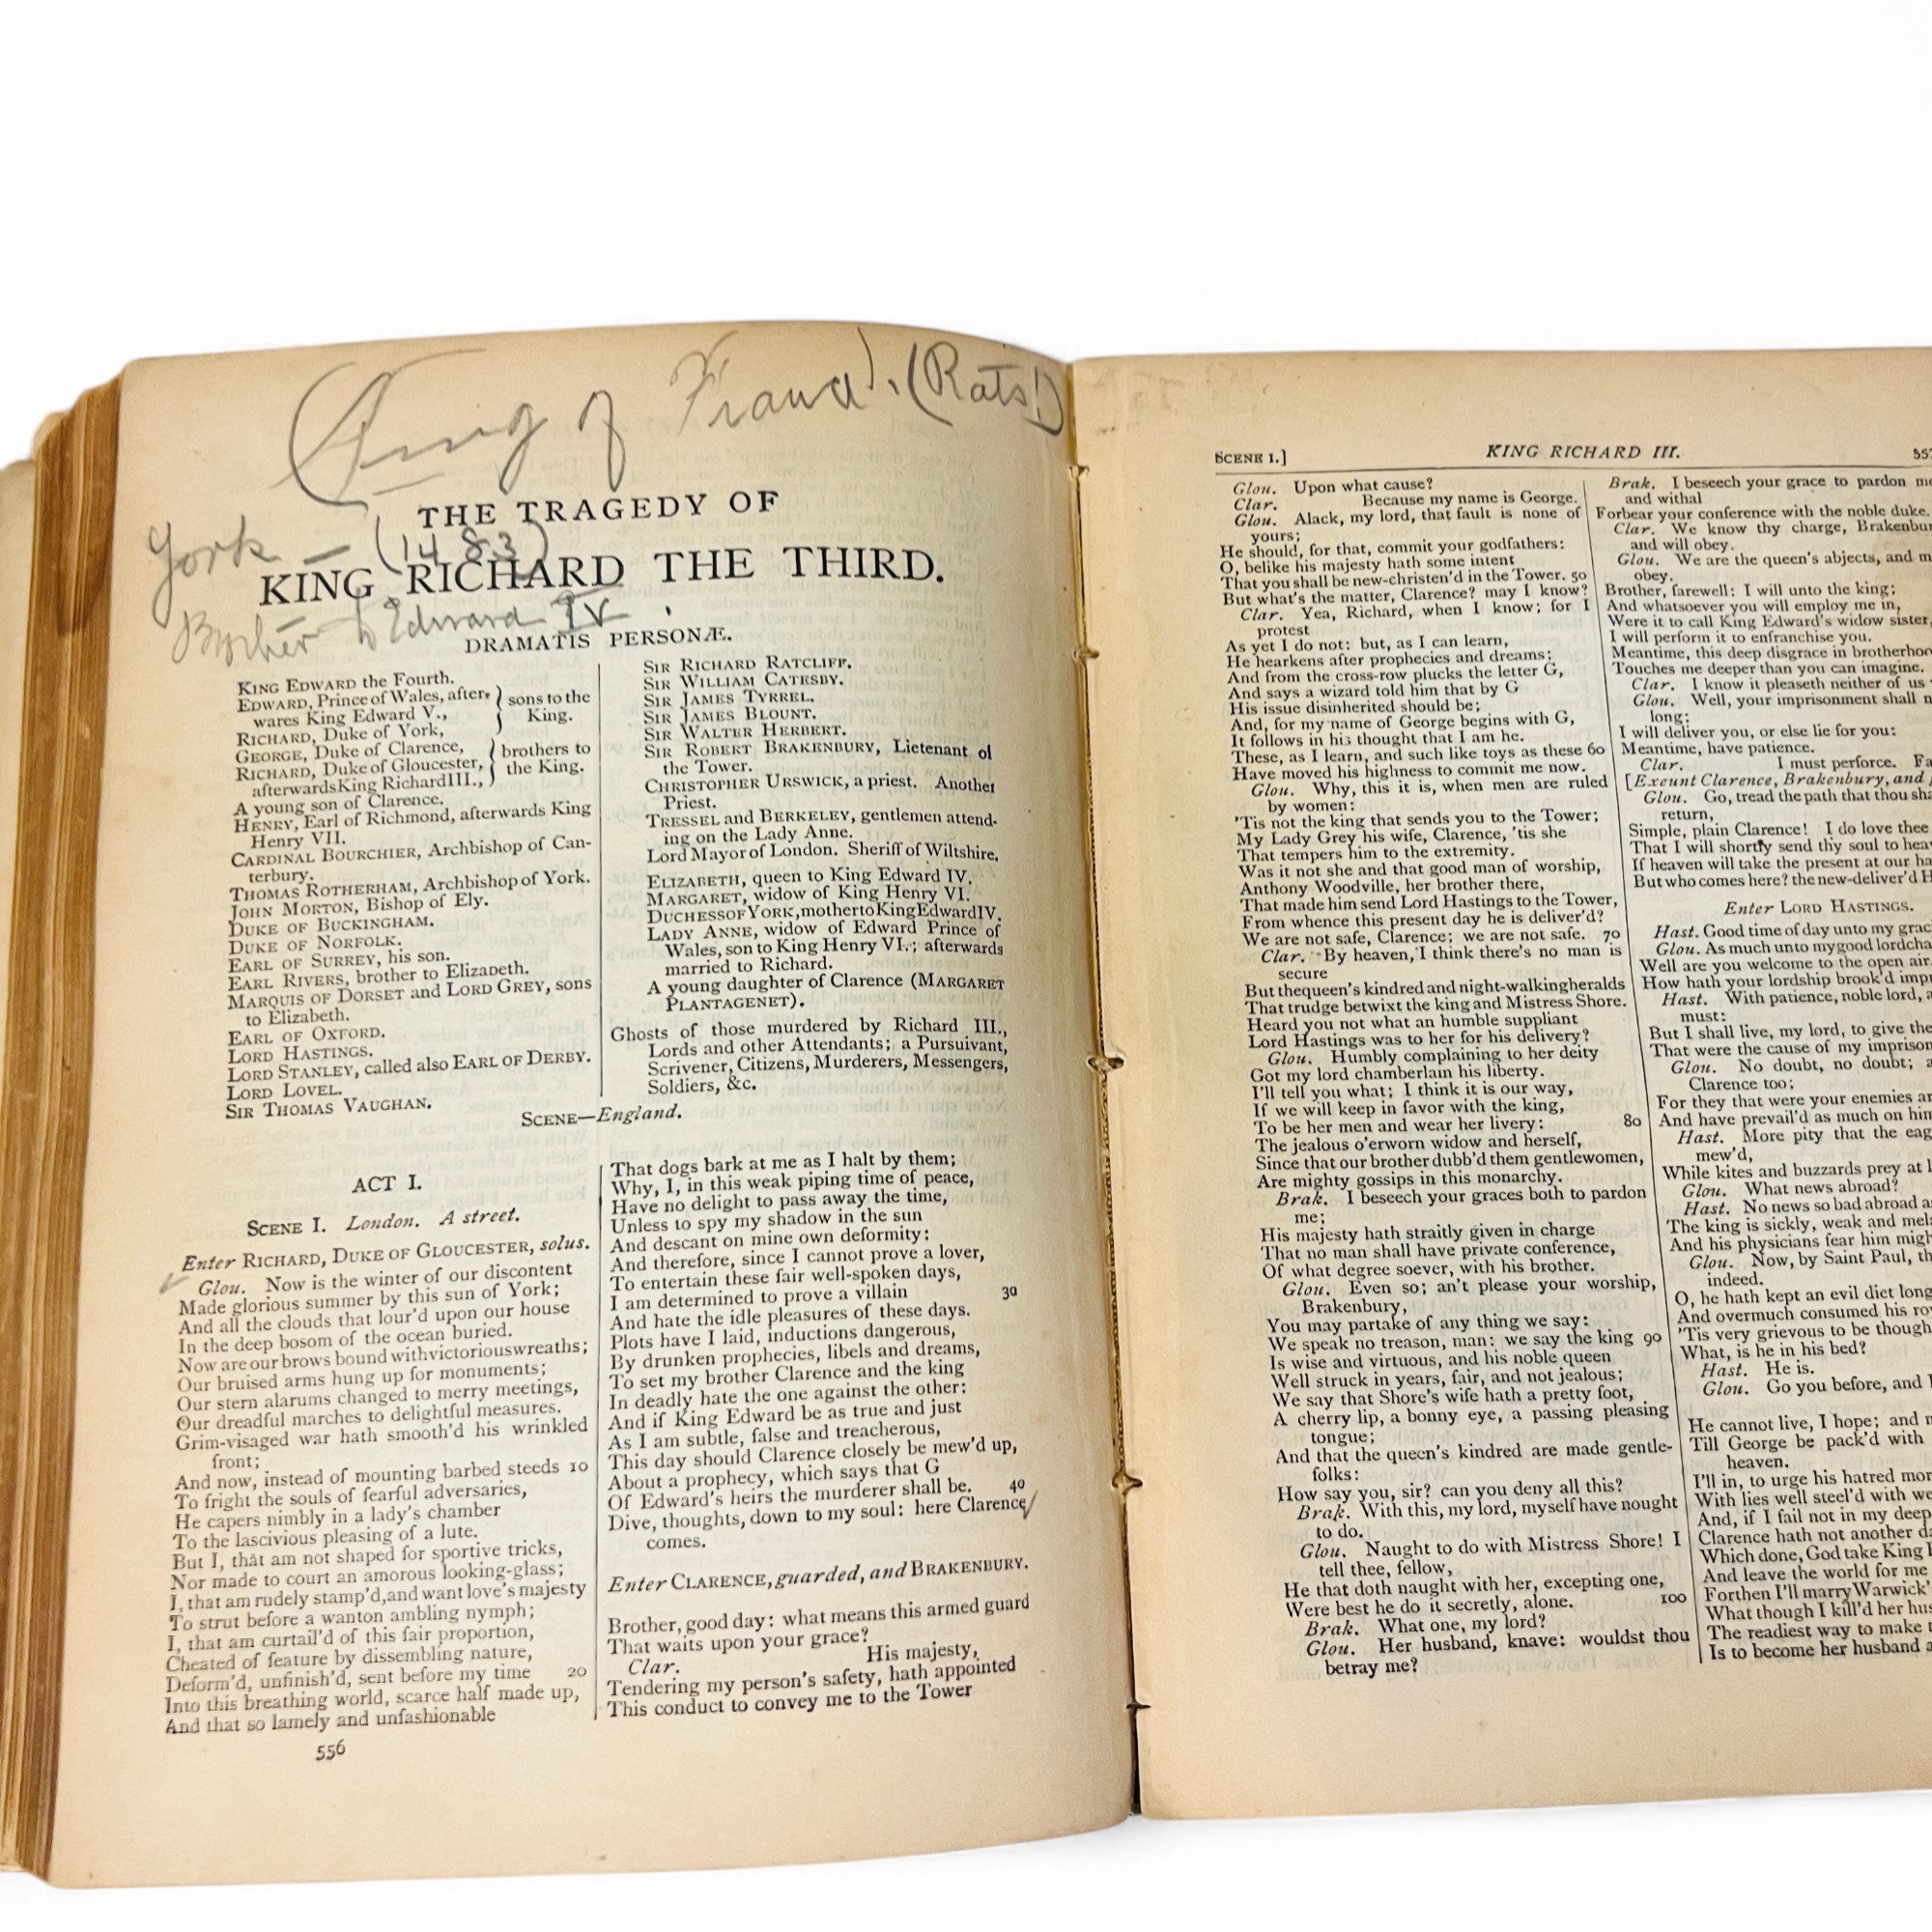 (King of France). (Rats!)
THE TRAGEDY OF
York — (1483)
KING RICHARD THE THIRD.
Brother to Edward IV.
DRAMATIS PERSONÆ.
KING EDWARD the Fourth.
EDWARD, Prince of Wales, after-
wares King Edward V.,
RICHARD, Duke of York,
sons to the
King.
GEORGE, Duke of Clarence,
RICHARD, Duke of Gloucester,
afterwards King Richard III.,
brothers to
the King.
A young son of Clarence.
HENRY, Earl of Richmond, afterwards King
Henry VII.
CARDINAL BOURCHIER, Archbishop of Can-
terbury.
THOMAS ROTHERHAM, Archbishop of York.
JOHN MORTON, Bishop of Ely.
DUKE OF BUCKINGHAM.
DUKE OF NORFOLK.
EARL OF SURREY, his son.
EARL RIVERS, brother to Elizabeth.
MARQUIS OF DORSET and LORD GREY, sons
to Elizabeth.
EARL OF OXFORD.
LORD HASTINGS.
LORD STANLEY, called also EARL OF DERBY.
LORD LOVEL.
SIR THOMAS VAUGHAN.
SIR RICHARD RATCLIFF.
SIR WILLIAM CATESBY.
SIR JAMES TYRREL.
SIR JAMES BLOUNT.
SIR WALTER HERBERT.
SIR ROBERT BRAKENBURY, Lietenant of
the Tower.
CHRISTOPHER URSWICK, a priest. Another
Priest.
TRESSEL and BERKELEY, gentlemen attend-
ing on the Lady Anne.
Lord Mayor of London. Sheriff of Wiltshire.
ELIZABETH, queen to King Edward IV.
MARGARET, widow of King Henry VI.
DUCHESS OF YORK, mother to King Edward IV.
LADY ANNE, widow of Edward Prince of
Wales, son to King Henry VI.; afterwards
married to Richard.
A young daughter of Clarence (MARGARET
PLANTAGENET).
Ghosts of those murdered by Richard III.,
Lords and other Attendants; a Pursuivant,
Scrivener, Citizens, Murderers, Messengers,
Soldiers, &c.
SCENE—England.
ACT I.
SCENE I. London. A street.
Enter RICHARD, DUKE OF GLOUCESTER, solus.
Glou. Now is the winter of our discontent
Made glorious summer by this sun of York;
And all the clouds that lour'd upon our house
In the deep bosom of the ocean buried.
Now are our brows bound with victorious wreaths;
Our bruised arms hung up for monuments;
Our stern alarums changed to merry meetings,
Our dreadful marches to delightful measures.
Grim-visaged war hath smooth'd his wrinkled
front;
And now, instead of mounting barbed steeds 10
To fright the souls of fearful adversaries,
He capers nimbly in a lady's chamber
To the lascivious pleasing of a lute.
But I, that am not shaped for sportive tricks,
Nor made to court an amorous looking-glass;
I, that am rudely stamp'd, and want love's majesty
To strut before a wanton ambling nymph;
I, that am curtail'd of this fair proportion,
Cheated of feature by dissembling nature,
Deform'd, unfinish'd, sent before my time 20
Into this breathing world, scarce half made up,
And that so lamely and unfashionable
556
That dogs bark at me as I halt by them;
Why, I, in this weak piping time of peace,
Have no delight to pass away the time,
Unless to spy my shadow in the sun
And descant on mine own deformity:
And therefore, since I cannot prove a lover,
To entertain these fair well-spoken days,
I am determined to prove a villain 30
And hate the idle pleasures of these days.
Plots have I laid, inductions dangerous,
By drunken prophecies, libels and dreams,
To set my brother Clarence and the king
In deadly hate the one against the other:
And if King Edward be as true and just
As I am subtle, false and treacherous,
This day should Clarence closely be mew'd up,
About a prophecy, which says that G
Of Edward's heirs the murderer shall be. 40
Dive, thoughts, down to my soul: here Clarence
comes.
Enter CLARENCE, guarded, and BRAKENBURY.
Brother, good day: what means this armed guard
That waits upon your grace?
Clar. His majesty,
Tendering my person's safety, hath appointed
This conduct to convey me to the Tower
SCENE I.] KING RICHARD III. 557
Glou. Upon what cause?
Clar. Because my name is George.
Glou. Alack, my lord, that fault is none of
yours;
He should, for that, commit your godfathers:
O, belike his majesty hath some intent
That you shall be new-christen'd in the Tower. 50
But what's the matter, Clarence? may I know?
Clar. Yea, Richard, when I know; for I
protest
As yet I do not: but, as I can learn,
He hearkens after prophecies and dreams;
And from the cross-row plucks the letter G,
And says a wizard told him that by G
His issue disinherited should be;
And, for my name of George begins with G,
It follows in his thought that I am he.
These, as I learn, and such like toys as these 60
Have moved his highness to commit me now.
Glou. Why, this it is, when men are ruled
by women:
'Tis not the king that sends you to the Tower;
My Lady Grey his wife, Clarence, 'tis she
That tempers him to the extremity.
Was it not she and that good man of worship,
Anthony Woodville, her brother there,
That made him send Lord Hastings to the Tower,
From whence this present day he is deliver'd?
We are not safe, Clarence; we are not safe. 70
Clar. By heaven, I think there's no man is
secure
But the queen's kindred and night-walking heralds
That trudge betwixt the king and Mistress Shore.
Heard you not what an humble suppliant
Lord Hastings was to her for his delivery?
Glou. Humbly complaining to her deity
Got my lord chamberlain his liberty.
I'll tell you what; I think it is our way,
If we will keep in favor with the king,
To be her men and wear her livery: 80
The jealous o'erworn widow and herself,
Since that our brother dubb'd them gentlewomen,
Are mighty gossips in this monarchy.
Brak. I beseech your graces both to pardon
me;
His majesty hath straitly given in charge
That no man shall have private conference,
Of what degree soever, with his brother.
Glou. Even so; an't please your worship,
Brakenbury,
You may partake of any thing we say:
We speak no treason, man: we say the king 90
Is wise and virtuous, and his noble queen
Well struck in years, fair, and not jealous;
We say that Shore's wife hath a pretty foot,
A cherry lip, a bonny eye, a passing pleasing
tongue;
And that the queen's kindred are made gentle-
folks:
How say you, sir? can you deny all this?
Brak. With this, my lord, myself have nought
to do.
Glou. Naught to do with Mistress Shore! I
tell thee, fellow,
He that doth naught with her, excepting one,
Were best he do it secretly, alone. 100
Brak. What one, my lord?
Glou. Her husband, knave: wouldst thou
betray me?
Brak. I beseech your grace to pardon me
and withal
Forbear your conference with the noble duke.
Clar. We know thy charge, Brakenbur
and will obey.
Glou. We are the queen's abjects, and m
obey.
Brother, farewell: I will unto the king;
And whatsoever you will employ me in,
Were it to call King Edward's widow sister,
I will perform it to enfranchise you.
Meantime, this deep disgrace in brotherhoo
Touches me deeper than you can imagine.
Clar. I know it pleaseth neither of us
Glou. Well, your imprisonment shall n
long;
I will deliver you, or else lie for you:
Meantime, have patience.
Clar. I must perforce. Fa
[Exeunt Clarence, Brakenbury, and
Glou. Go, tread the path that thou sha
return,
Simple, plain Clarence! I do love thee
That I will shortly send thy soul to hea
If heaven will take the present at our ha
But who comes here? the new-deliver'd H
Enter LORD HASTINGS.
Hast. Good time of day unto my grac
Glou. As much unto my good lord cha
Well are you welcome to the open air.
How hath your lordship brook'd impr
Hast. With patience, noble lord, a
must:
But I shall live, my lord, to give the
That were the cause of my imprison
Glou. No doubt, no doubt; a
Clarence too;
For they that were your enemies ar
And have prevail'd as much on him
Hast. More pity that the eag
mew'd,
While kites and buzzards prey at l
Glou. What news abroad?
Hast. No news so bad abroad a
The king is sickly, weak and mel
And his physicians fear him migh
Glou. Now, by Saint Paul, th
indeed.
O, he hath kept an evil diet long
And overmuch consumed his ro
'Tis very grievous to be though
What, is he in his bed?
Hast. He is.
Glou. Go you before, and I
He cannot live, I hope; and m
Till George be pack'd with
heaven.
I'll in, to urge his hatred mor
With lies well steel'd with we
And, if I fail not in my deep
Clarence hath not another da
Which done, God take King
And leave the world for me
For then I'll marry Warwick'
What though I kill'd her hus
The readiest way to make t
Is to become her husband a